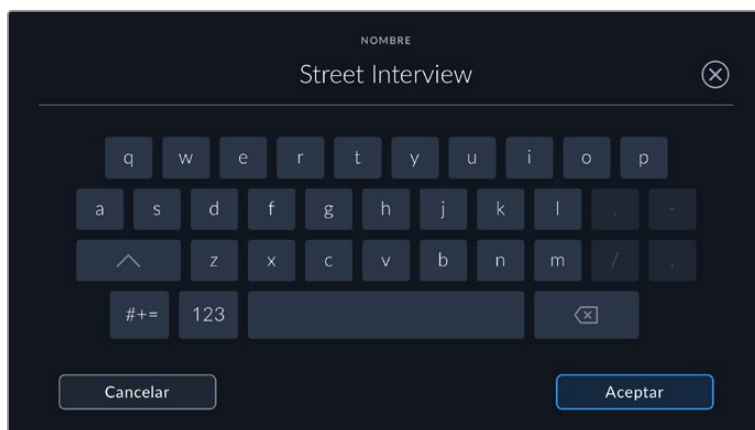 NOMBRE
Street Interview
q w e r t y u i o p
a s d f g h j k l . -
z x c v b n m / ,
#+= 123
Cancelar Aceptar